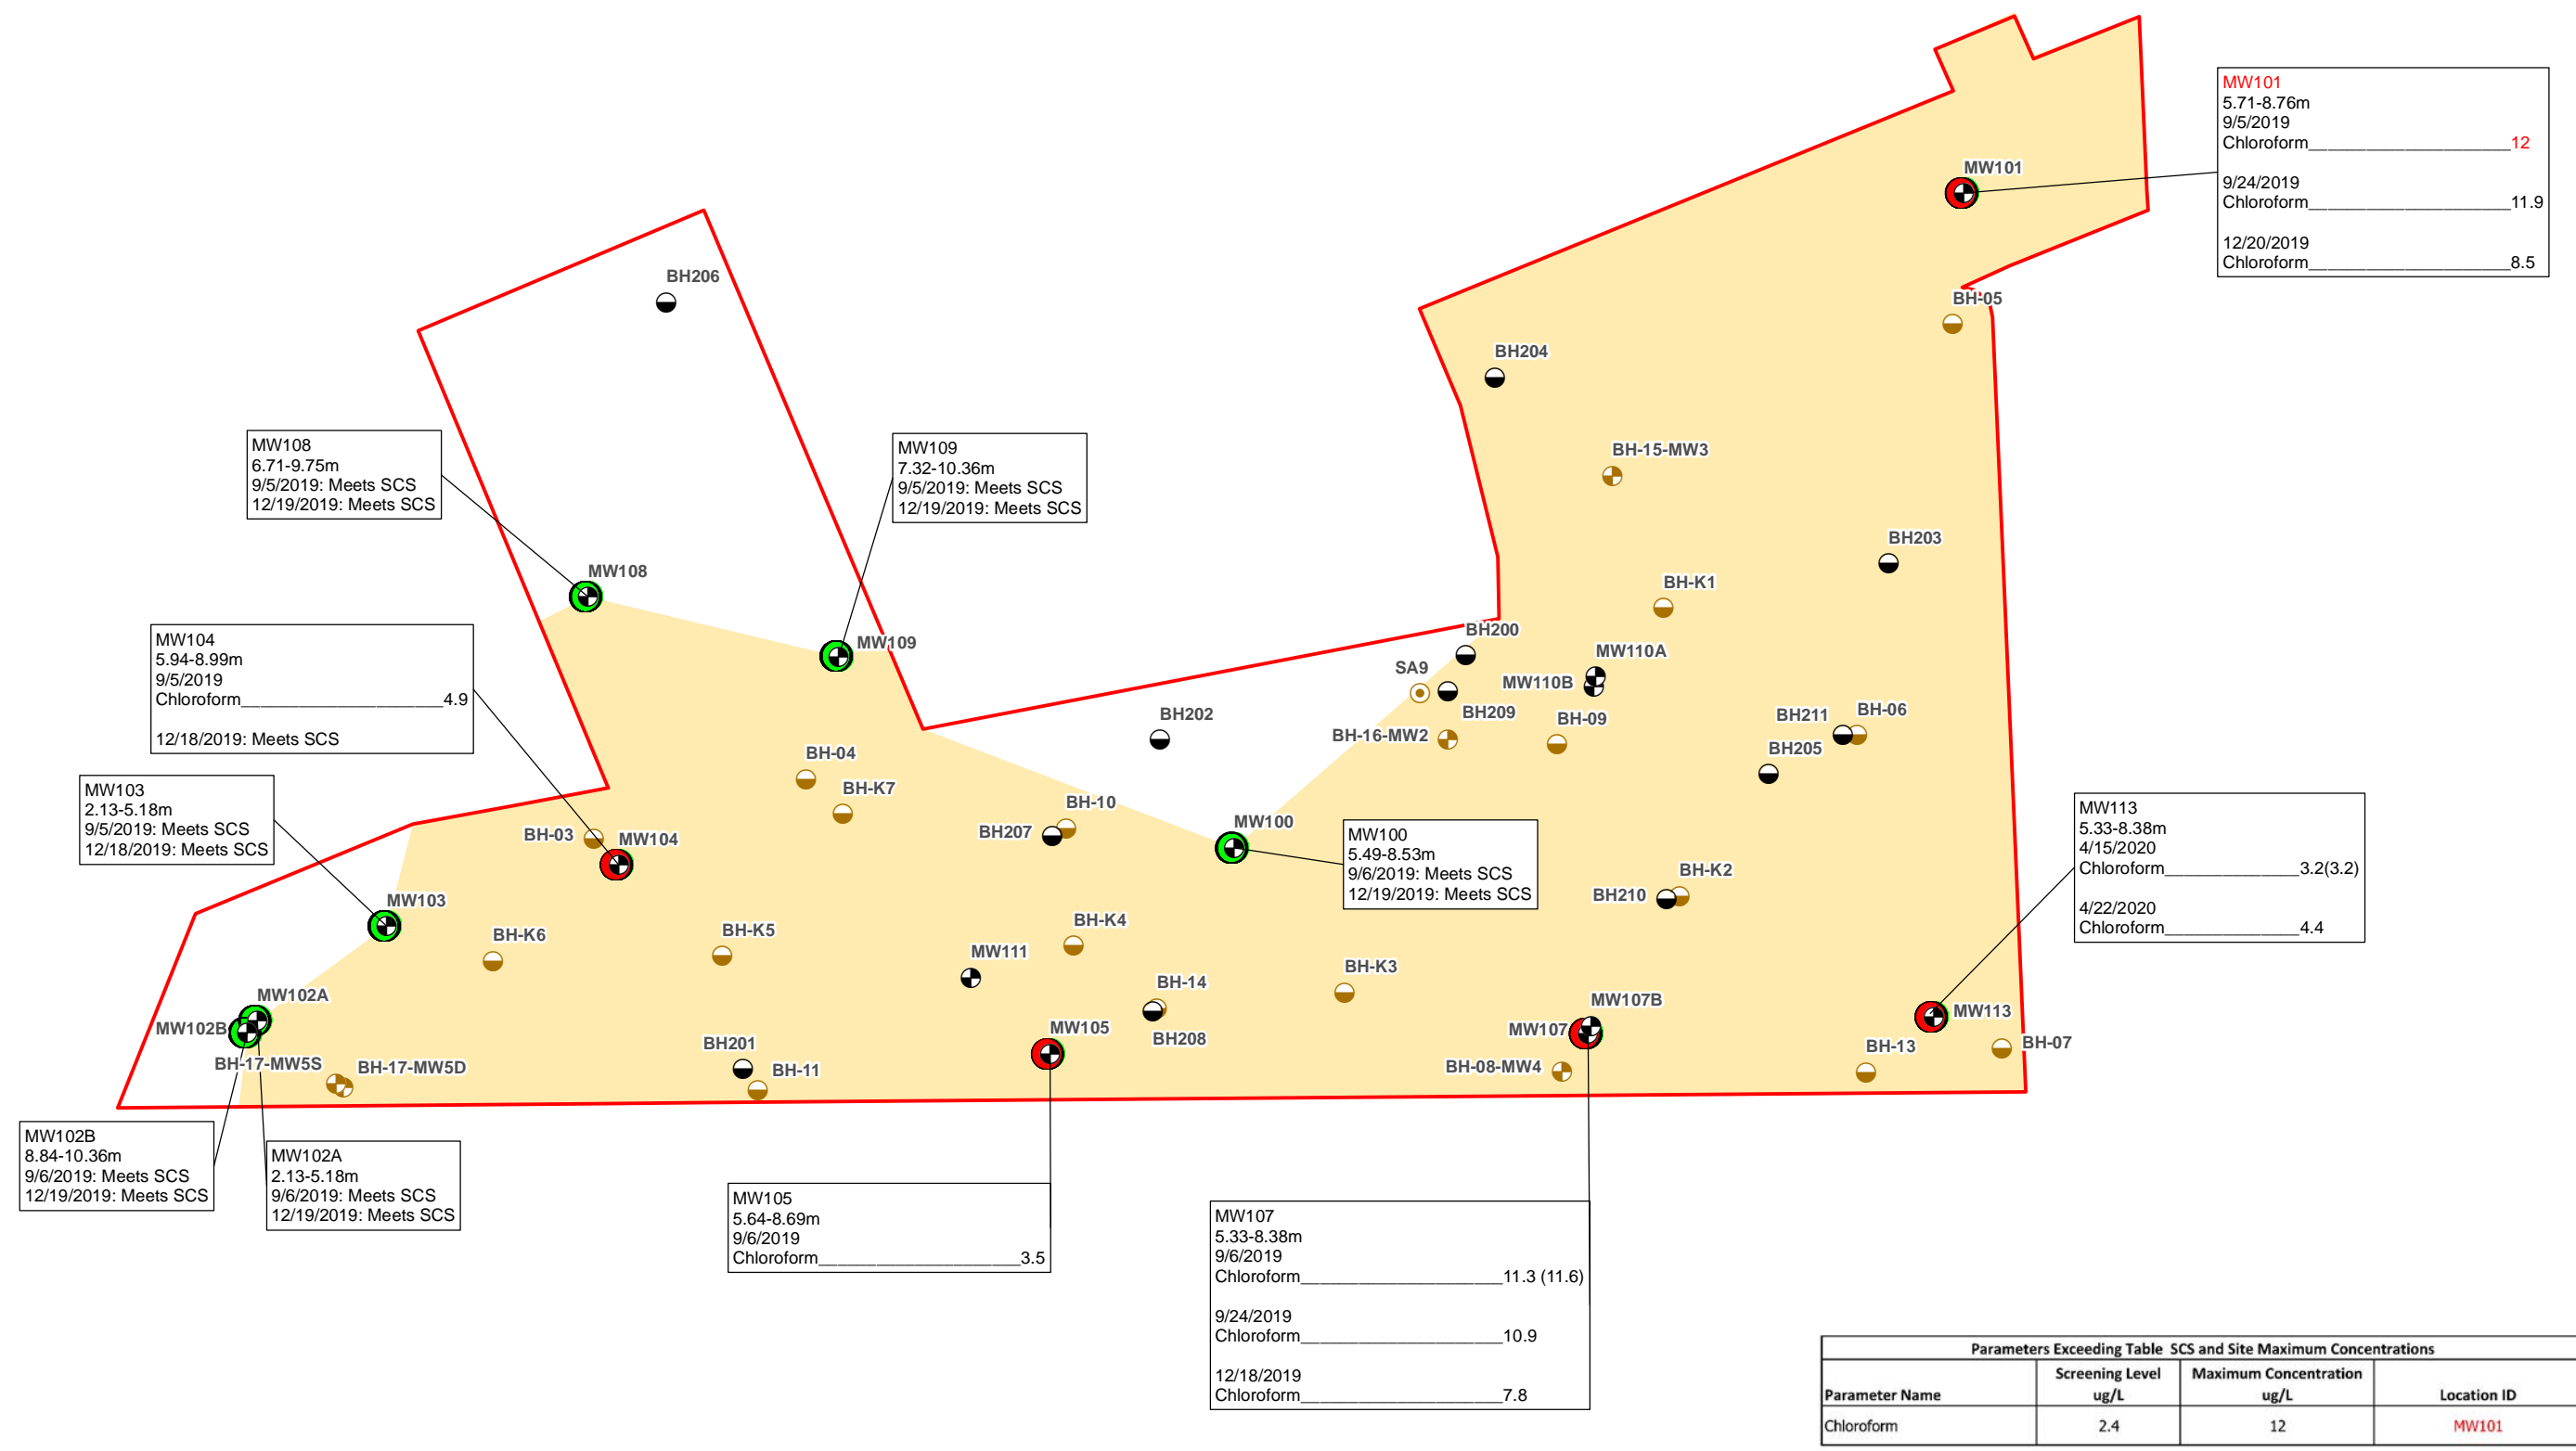 MW101
5.71-8.76m
9/5/2019
Chloroform_____________________12
9/24/2019
Chloroform_____________________11.9
12/20/2019
Chloroform_____________________8.5
MW101
BH206
BH-05
BH204
MW108
6.71-9.75m
9/5/2019: Meets SCS
12/19/2019: Meets SCS
MW109
7.32-10.36m
9/5/2019: Meets SCS
12/19/2019: Meets SCS
BH-15-MW3
BH203
MW108
BH-K1
MW104
5.94-8.99m
9/5/2019
Chloroform_____________________4.9
12/18/2019: Meets SCS
MW109
BH200
MW110A
SA9
MW110B
BH209
BH202
BH-09
BH211
BH-06
BH-16-MW2
BH205
BH-04
BH-K7
MW103
2.13-5.18m
9/5/2019: Meets SCS
12/18/2019: Meets SCS
BH-10
BH207
MW100
BH-03
MW104
MW100
5.49-8.53m
9/6/2019: Meets SCS
12/19/2019: Meets SCS
MW113
5.33-8.38m
4/15/2020
Chloroform______________3.2(3.2)
4/22/2020
Chloroform______________4.4
BH-K2
BH210
MW103
BH-K6
BH-K5
BH-K4
MW111
BH-K3
BH-14
MW102A
MW102B
MW107B
MW107
MW113
MW105
BH208
BH201
BH-11
BH-17-MW5S
BH-17-MW5D
BH-08-MW4
BH-13
BH-07
MW102B
8.84-10.36m
9/6/2019: Meets SCS
12/19/2019: Meets SCS
MW102A
2.13-5.18m
9/6/2019: Meets SCS
12/19/2019: Meets SCS
MW105
5.64-8.69m
9/6/2019
Chloroform_____________________3.5
MW107
5.33-8.38m
9/6/2019
Chloroform_____________________11.3 (11.6)
9/24/2019
Chloroform_____________________10.9
12/18/2019
Chloroform_____________________7.8
Parameters Exceeding Table SCS and Site Maximum Concentrations
Parameter Name Screening Level ug/L Maximum Concentration ug/L Location ID
Chloroform 2.4 12 MW101